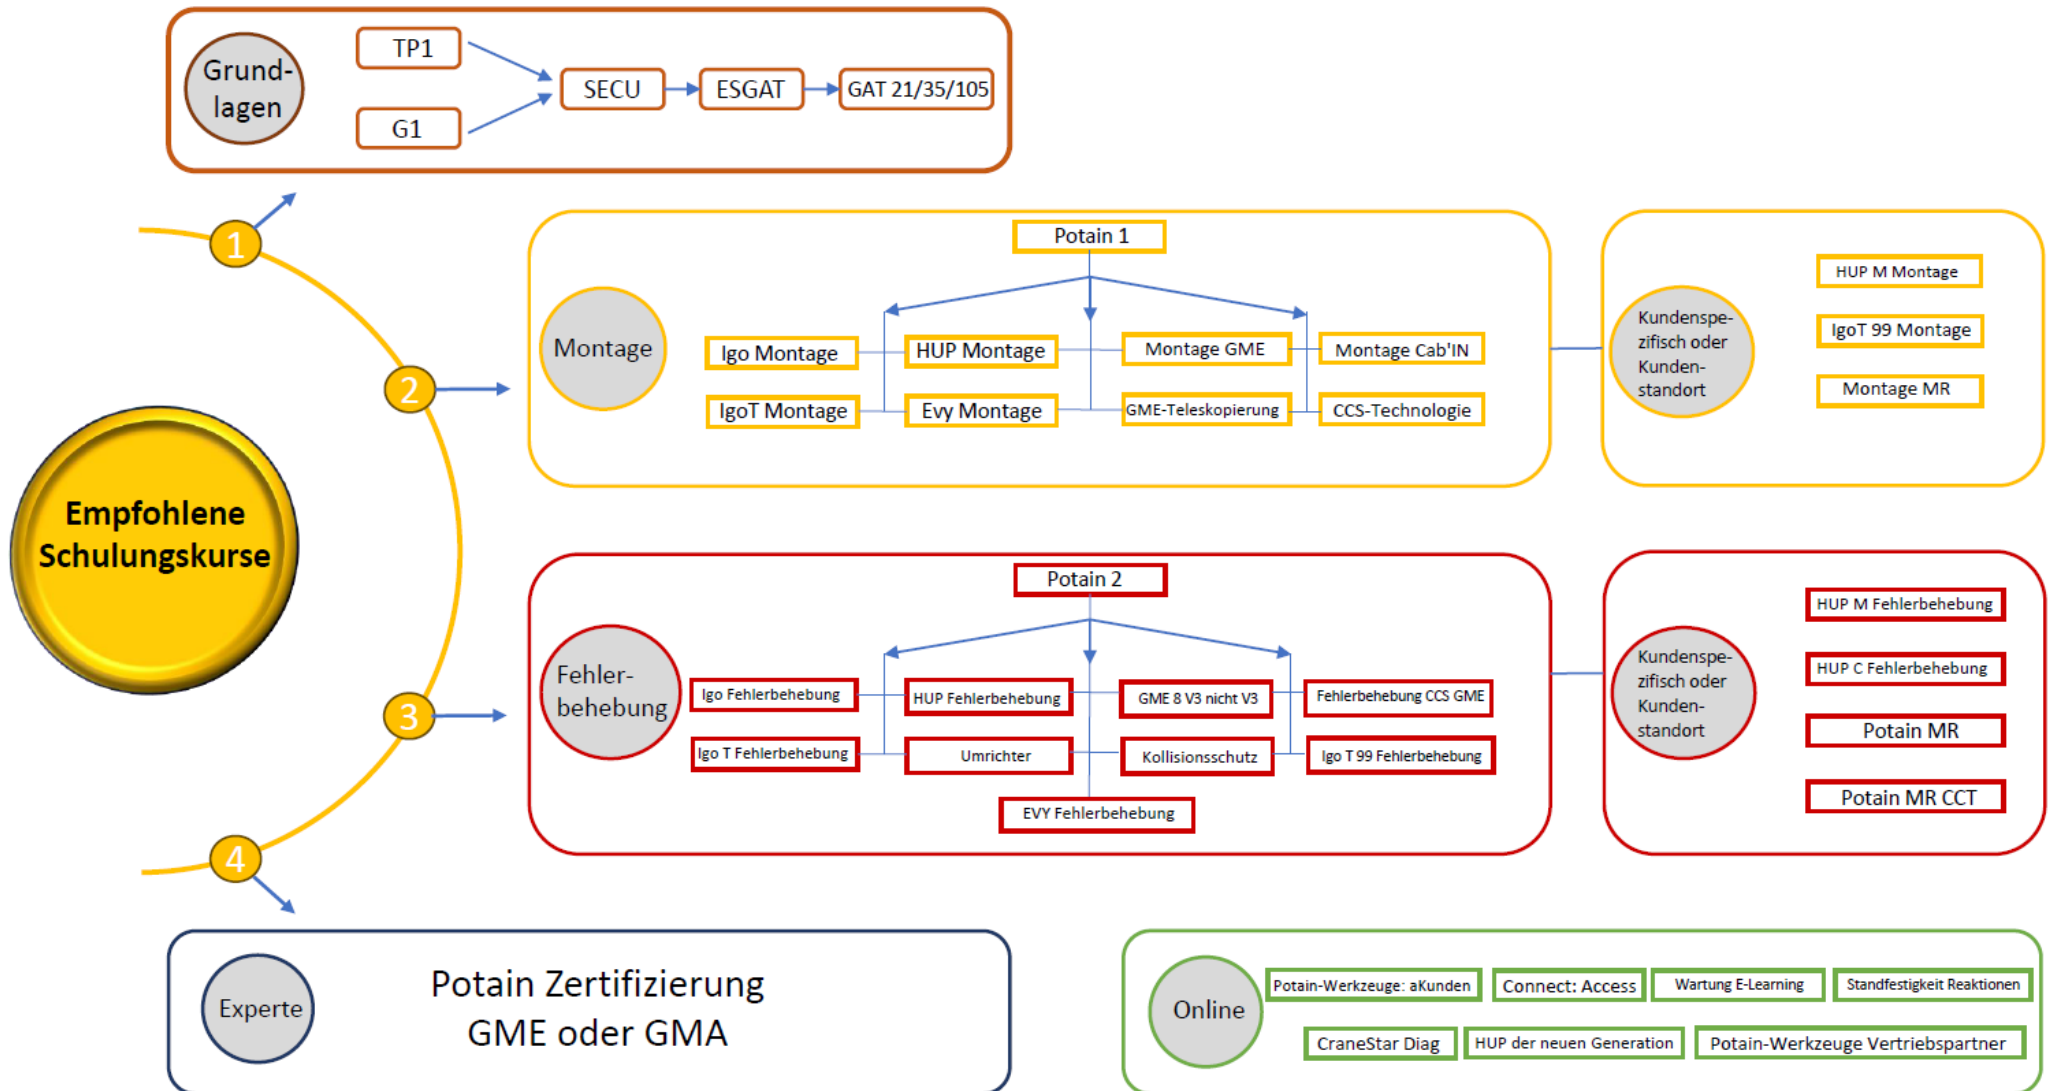 Grund-
lagen
TP1
G1
SECU
ESGAT
GAT 21/35/105
1
2
3
4
Empfohlene
Schulungskurse
Montage
Potain 1
Igo Montage
HUP Montage
Montage GME
Montage Cab'IN
IgoT Montage
Evy Montage
GME-Teleskopierung
CCS-Technologie
Kundenspe-
zifisch oder
Kunden-
standort
HUP M Montage
IgoT 99 Montage
Montage MR
Fehler-
behebung
Potain 2
Igo Fehlerbehebung
HUP Fehlerbehebung
GME 8 V3 nicht V3
Fehlerbehebung CCS GME
Igo T Fehlerbehebung
Umrichter
Kollisionsschutz
Igo T 99 Fehlerbehebung
EVY Fehlerbehebung
Kundenspe-
zifisch oder
Kunden-
standort
HUP M Fehlerbehebung
HUP C Fehlerbehebung
Potain MR
Potain MR CCT
Experte
Potain Zertifizierung
GME oder GMA
Online
Potain-Werkzeuge: aKunden
Connect: Access
Wartung E-Learning
Standfestigkeit Reaktionen
CraneStar Diag
HUP der neuen Generation
Potain-Werkzeuge Vertriebspartner